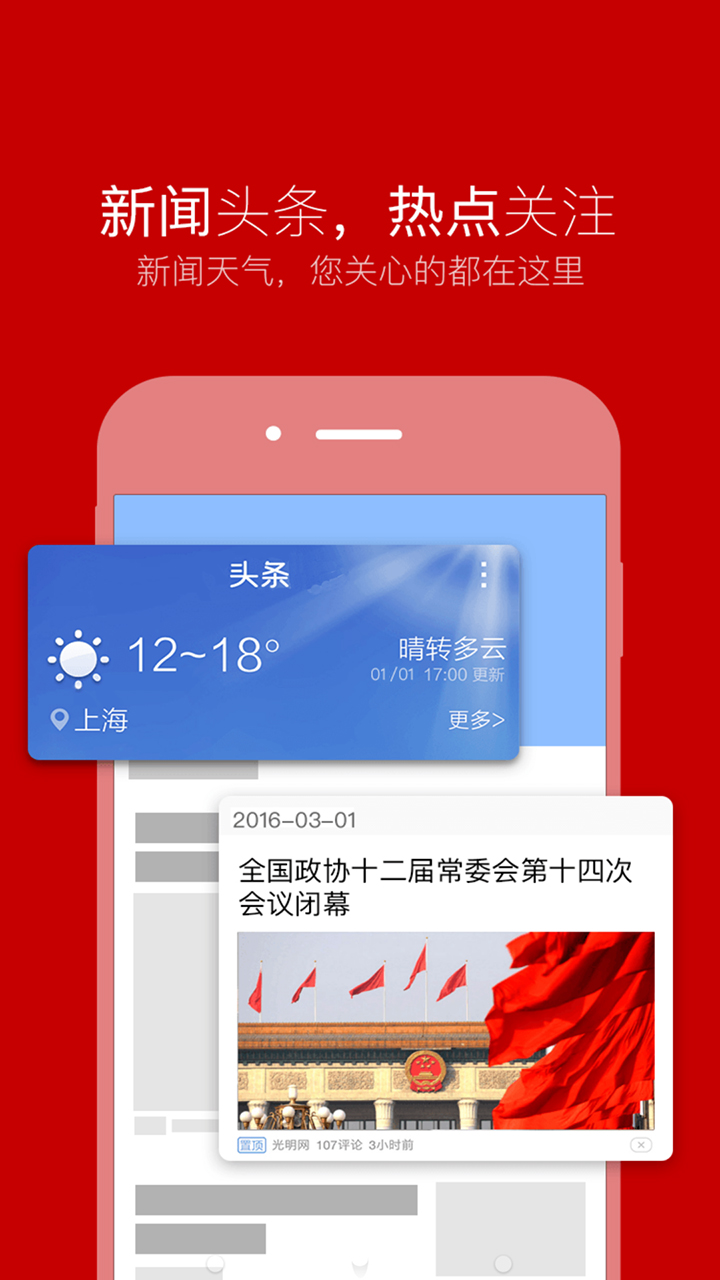 新闻头条，热点关注
新闻天气，您关心的都在这里
头条
12~18°
晴转多云
01/01 17:00 更新
上海
更多>
2016-03-01
全国政协十二届常委会第十四次
会议闭幕
置顶 光明网 107评论 3小时前